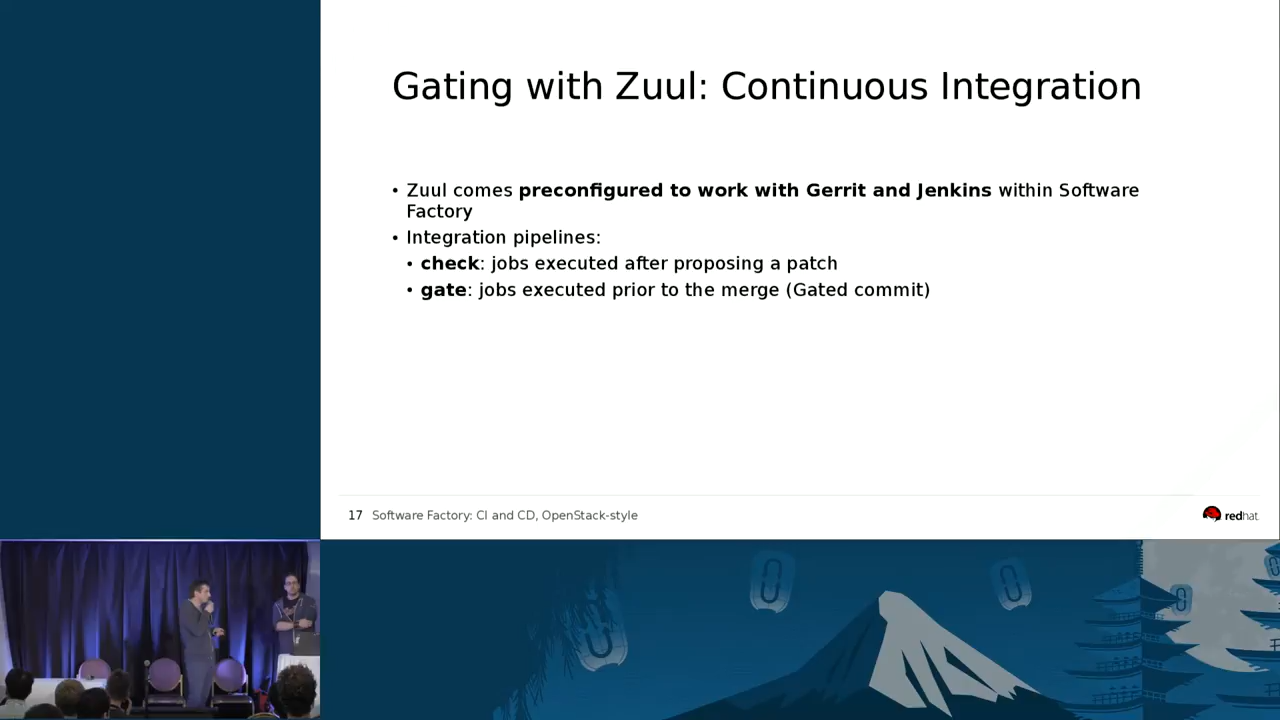 Gating with Zuul: Continuous Integration
• Zuul comes preconfigured to work with Gerrit and Jenkins within Software
Factory
• Integration pipelines:
• check: jobs executed after proposing a patch
• gate: jobs executed prior to the merge (Gated commit)
17 Software Factory: CI and CD, OpenStack-style
redhat